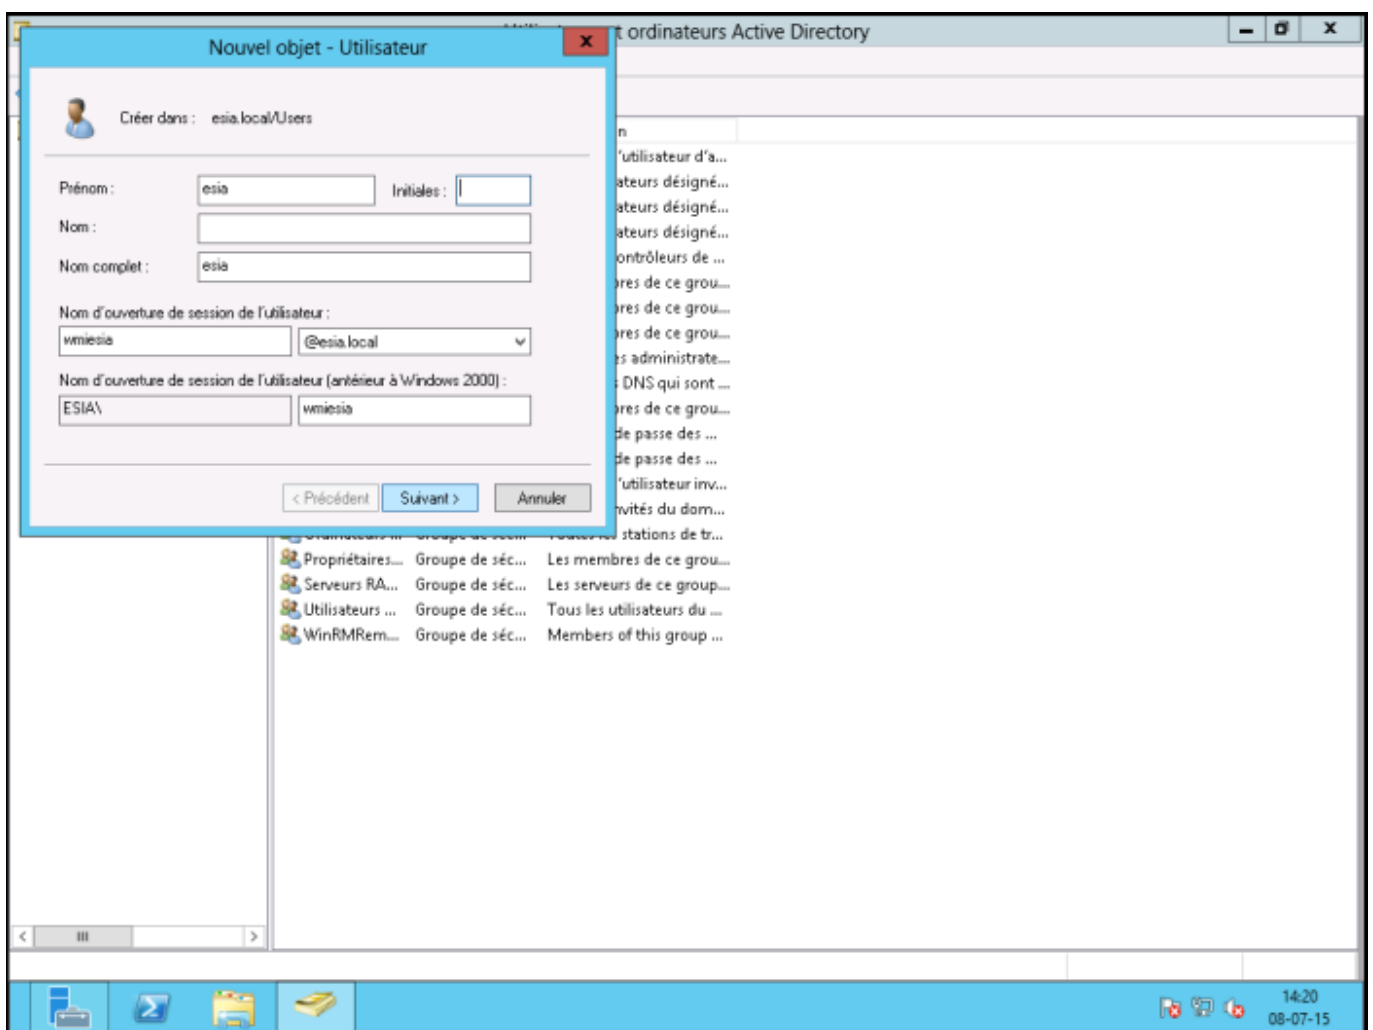 t ordinateurs Active Directory
Nouvel objet - Utilisateur
Créer dans : esia.local/Users
Prénom : esia Initiales :
Nom :
Nom complet : esia
Nom d'ouverture de session de l'utilisateur :
wmiesia @esia.local
Nom d'ouverture de session de l'utilisateur (antérieur à Windows 2000) :
ESIA\ wmiesia
< Précédent Suivant > Annuler
n
'utilisateur d'a...
ateurs désigné...
ateurs désigné...
ateurs désigné...
ontrôleurs de ...
res de ce grou...
res de ce grou...
res de ce grou...
s administrate...
DNS qui sont ...
res de ce grou...
de passe des ...
de passe des ...
'utilisateur inv...
nvités du dom...
stations de tr...
Propriétaires... Groupe de séc... Les membres de ce grou...
Serveurs RA... Groupe de séc... Les serveurs de ce group...
Utilisateurs ... Groupe de séc... Tous les utilisateurs du ...
WinRMRem... Groupe de séc... Members of this group ...
14:20
08-07-15